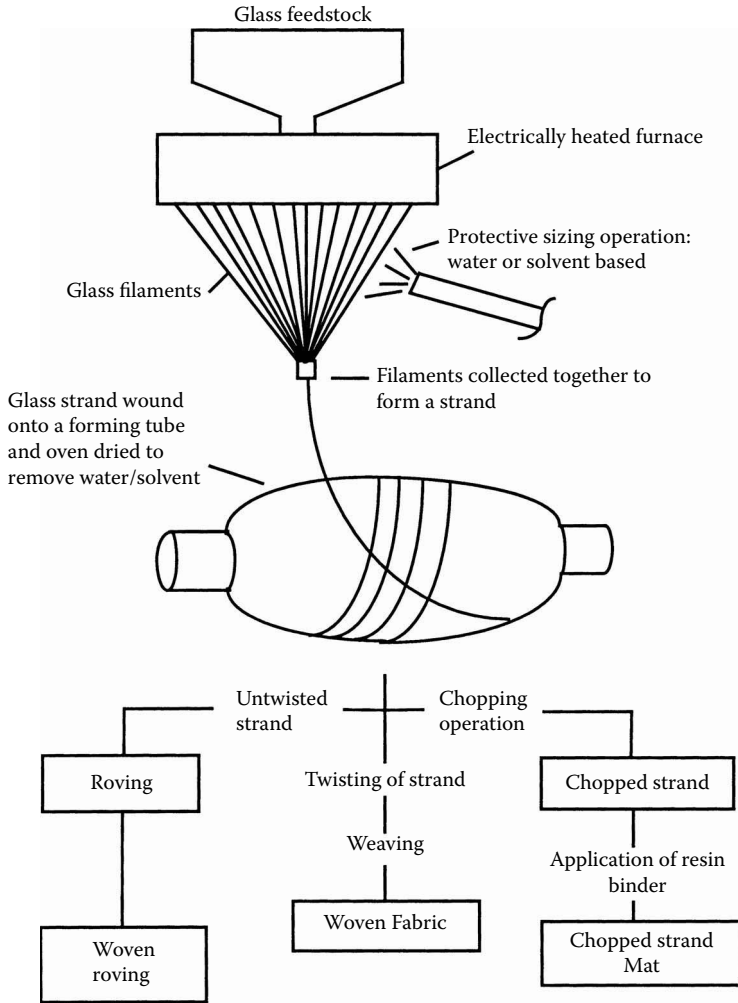 Glass feedstock
Electrically heated furnace
Protective sizing operation:
water or solvent based
Glass filaments
Filaments collected together to
form a strand
Glass strand wound
onto a forming tube
and oven dried to
remove water/solvent
Untwisted
strand
Chopping
operation
Roving
Twisting of strand
Chopped strand
Weaving
Application of resin
binder
Woven
roving
Woven Fabric
Chopped strand
Mat